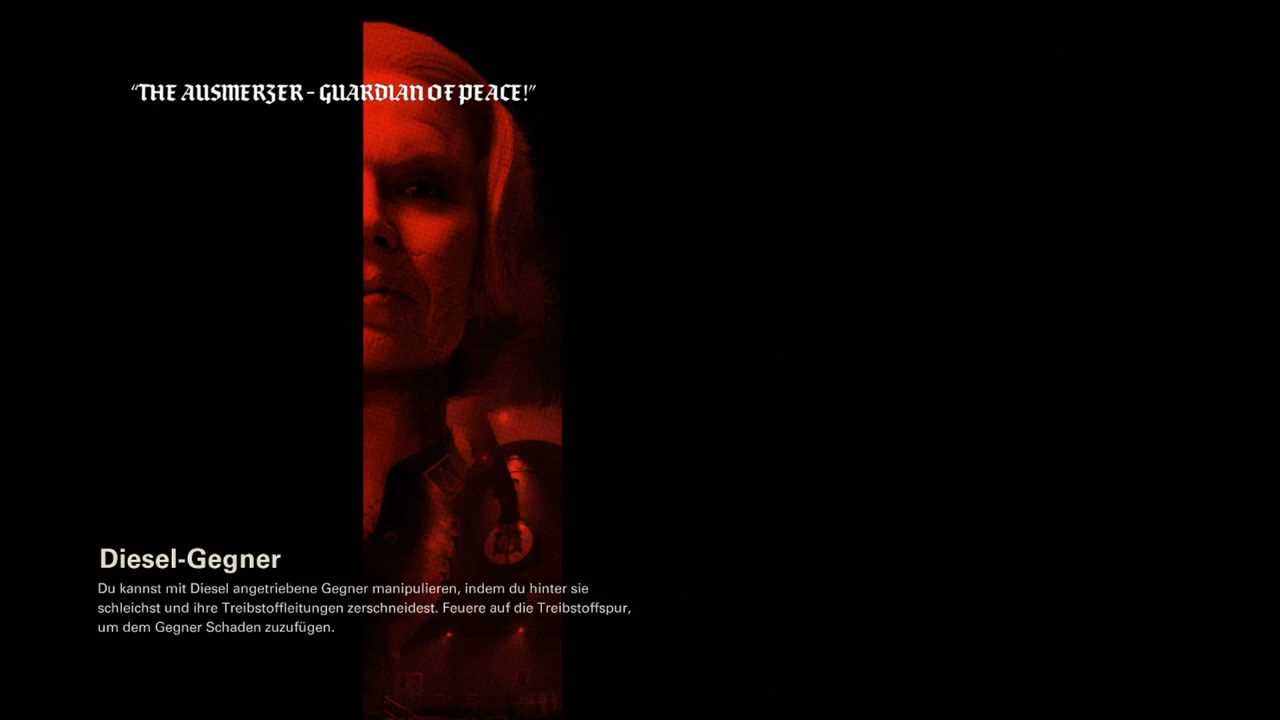 “THE AUSMERZER - GUARDIAN OF PEACE!”
Diesel-Gegner
Du kannst mit Diesel angetriebene Gegner manipulieren, indem du hinter sie
schleichst und ihre Treibstoffleitungen zerschneidest. Feuere auf die Treibstoffspur,
um dem Gegner Schaden zuzufügen.